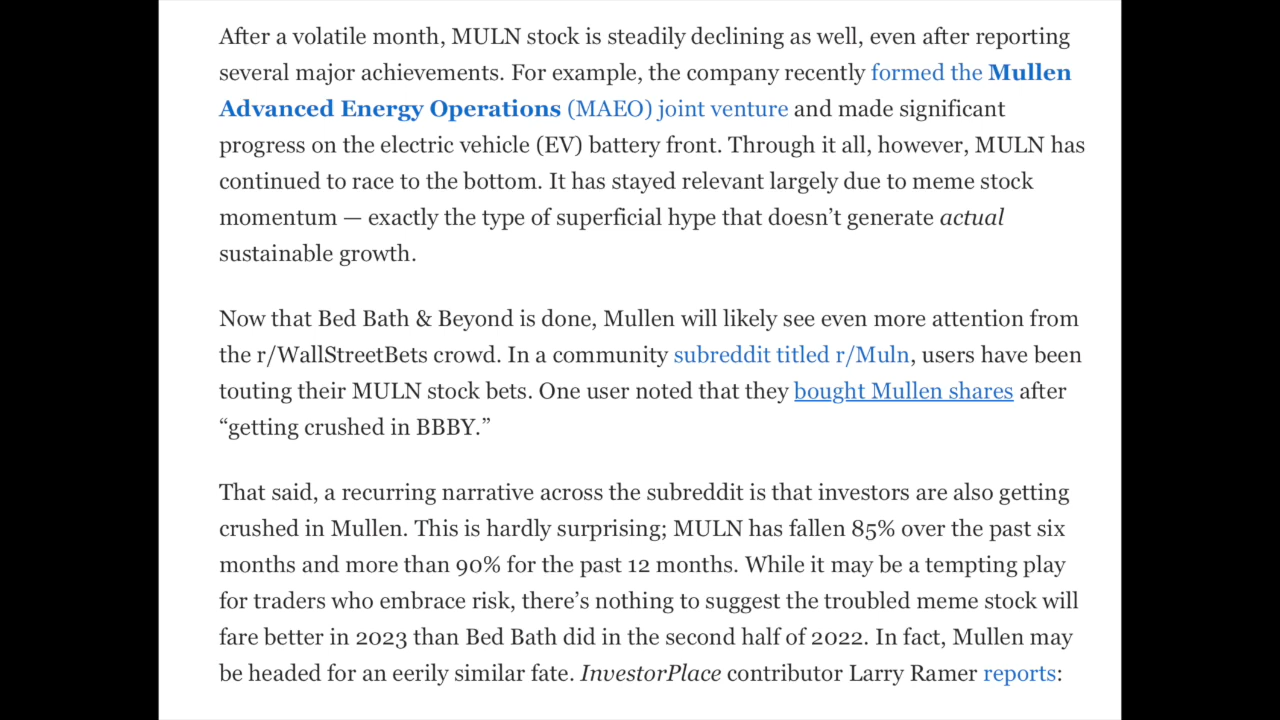 After a volatile month, MULN stock is steadily declining as well, even after reporting
several major achievements. For example, the company recently formed the Mullen
Advanced Energy Operations (MAEO) joint venture and made significant
progress on the electric vehicle (EV) battery front. Through it all, however, MULN has
continued to race to the bottom. It has stayed relevant largely due to meme stock
momentum — exactly the type of superficial hype that doesn’t generate actual
sustainable growth.
Now that Bed Bath & Beyond is done, Mullen will likely see even more attention from
the r/WallStreetBets crowd. In a community subreddit titled r/Muln, users have been
touting their MULN stock bets. One user noted that they bought Mullen shares after
“getting crushed in BBBY.”
That said, a recurring narrative across the subreddit is that investors are also getting
crushed in Mullen. This is hardly surprising; MULN has fallen 85% over the past six
months and more than 90% for the past 12 months. While it may be a tempting play
for traders who embrace risk, there’s nothing to suggest the troubled meme stock will
fare better in 2023 than Bed Bath did in the second half of 2022. In fact, Mullen may
be headed for an eerily similar fate. InvestorPlace contributor Larry Ramer reports: